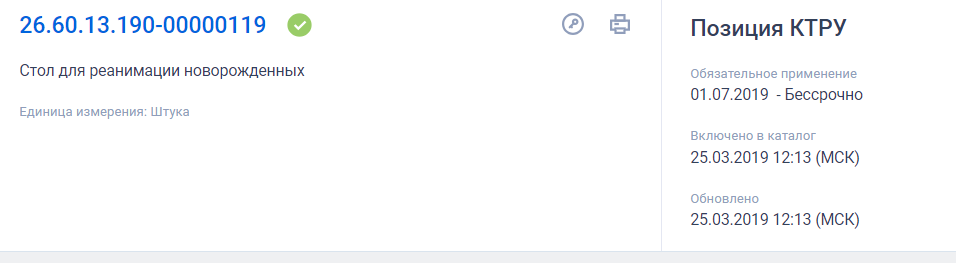 26.60.13.190-00000119
Стол для реанимации новорожденных
Единица измерения: Штука
Позиция КТРУ
Обязательное применение
01.07.2019 - Бессрочно
Включено в каталог
25.03.2019 12:13 (МСК)
Обновлено
25.03.2019 12:13 (МСК)